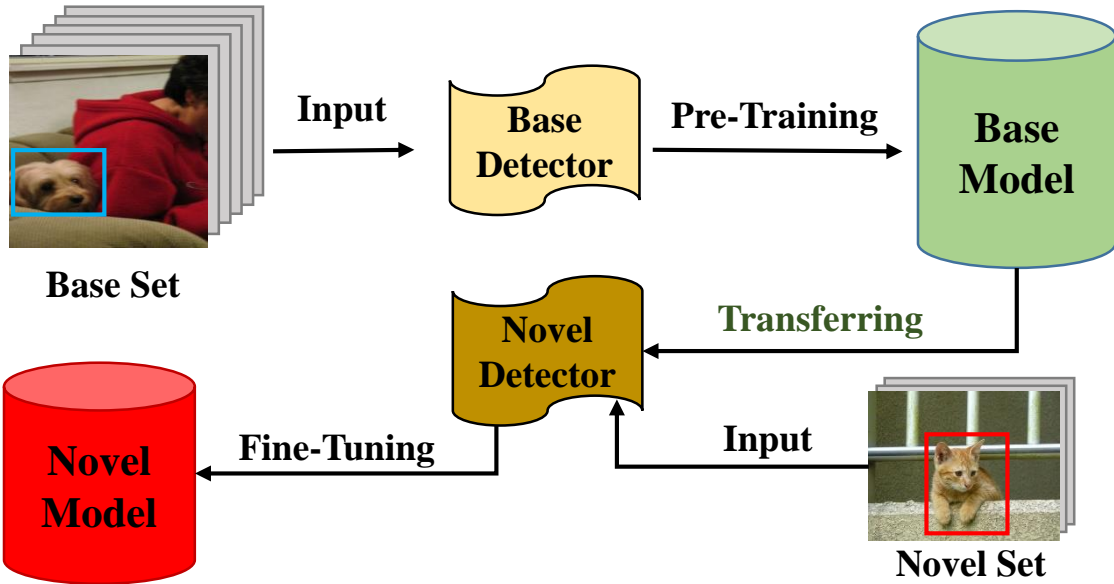 Input
Base
Detector
Pre-Training
Base
Model
Base Set
Transferring
Novel
Detector
Input
Novel Set
Fine-Tuning
Novel
Model